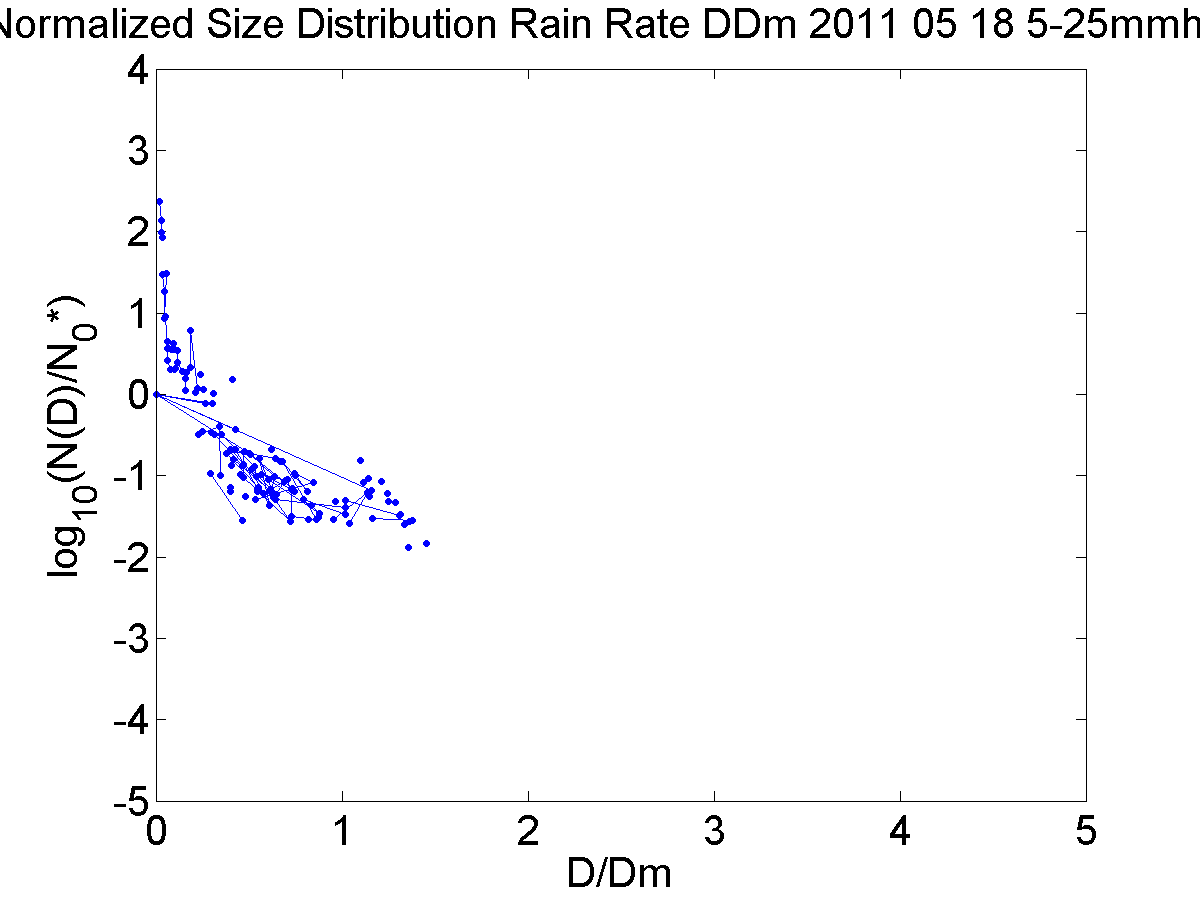 Normalized Size Distribution Rain Rate DDm 2011 05 18 5-25mmh
4
3
2
1
0
-1
-2
-3
-4
-5
log10(N(D)/N0*)
0 1 2 3 4 5
D/Dm